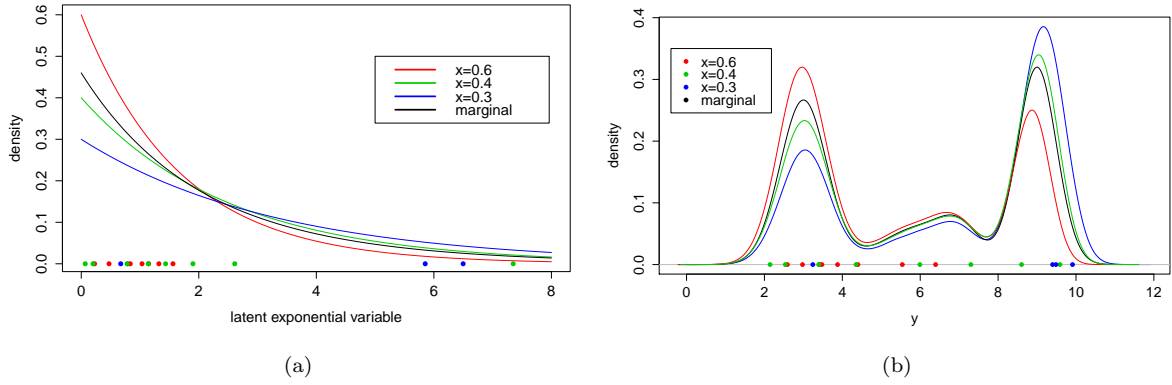 0.6
0.5
0.4
0.3
0.2
0.1
0.0
density
x=0.6
x=0.4
x=0.3
marginal
0 2 4 6 8
latent exponential variable
(a)
0.4
0.3
0.2
0.1
0.0
density
x=0.6
x=0.4
x=0.3
marginal
0 2 4 6 8 10 12
y
(b)